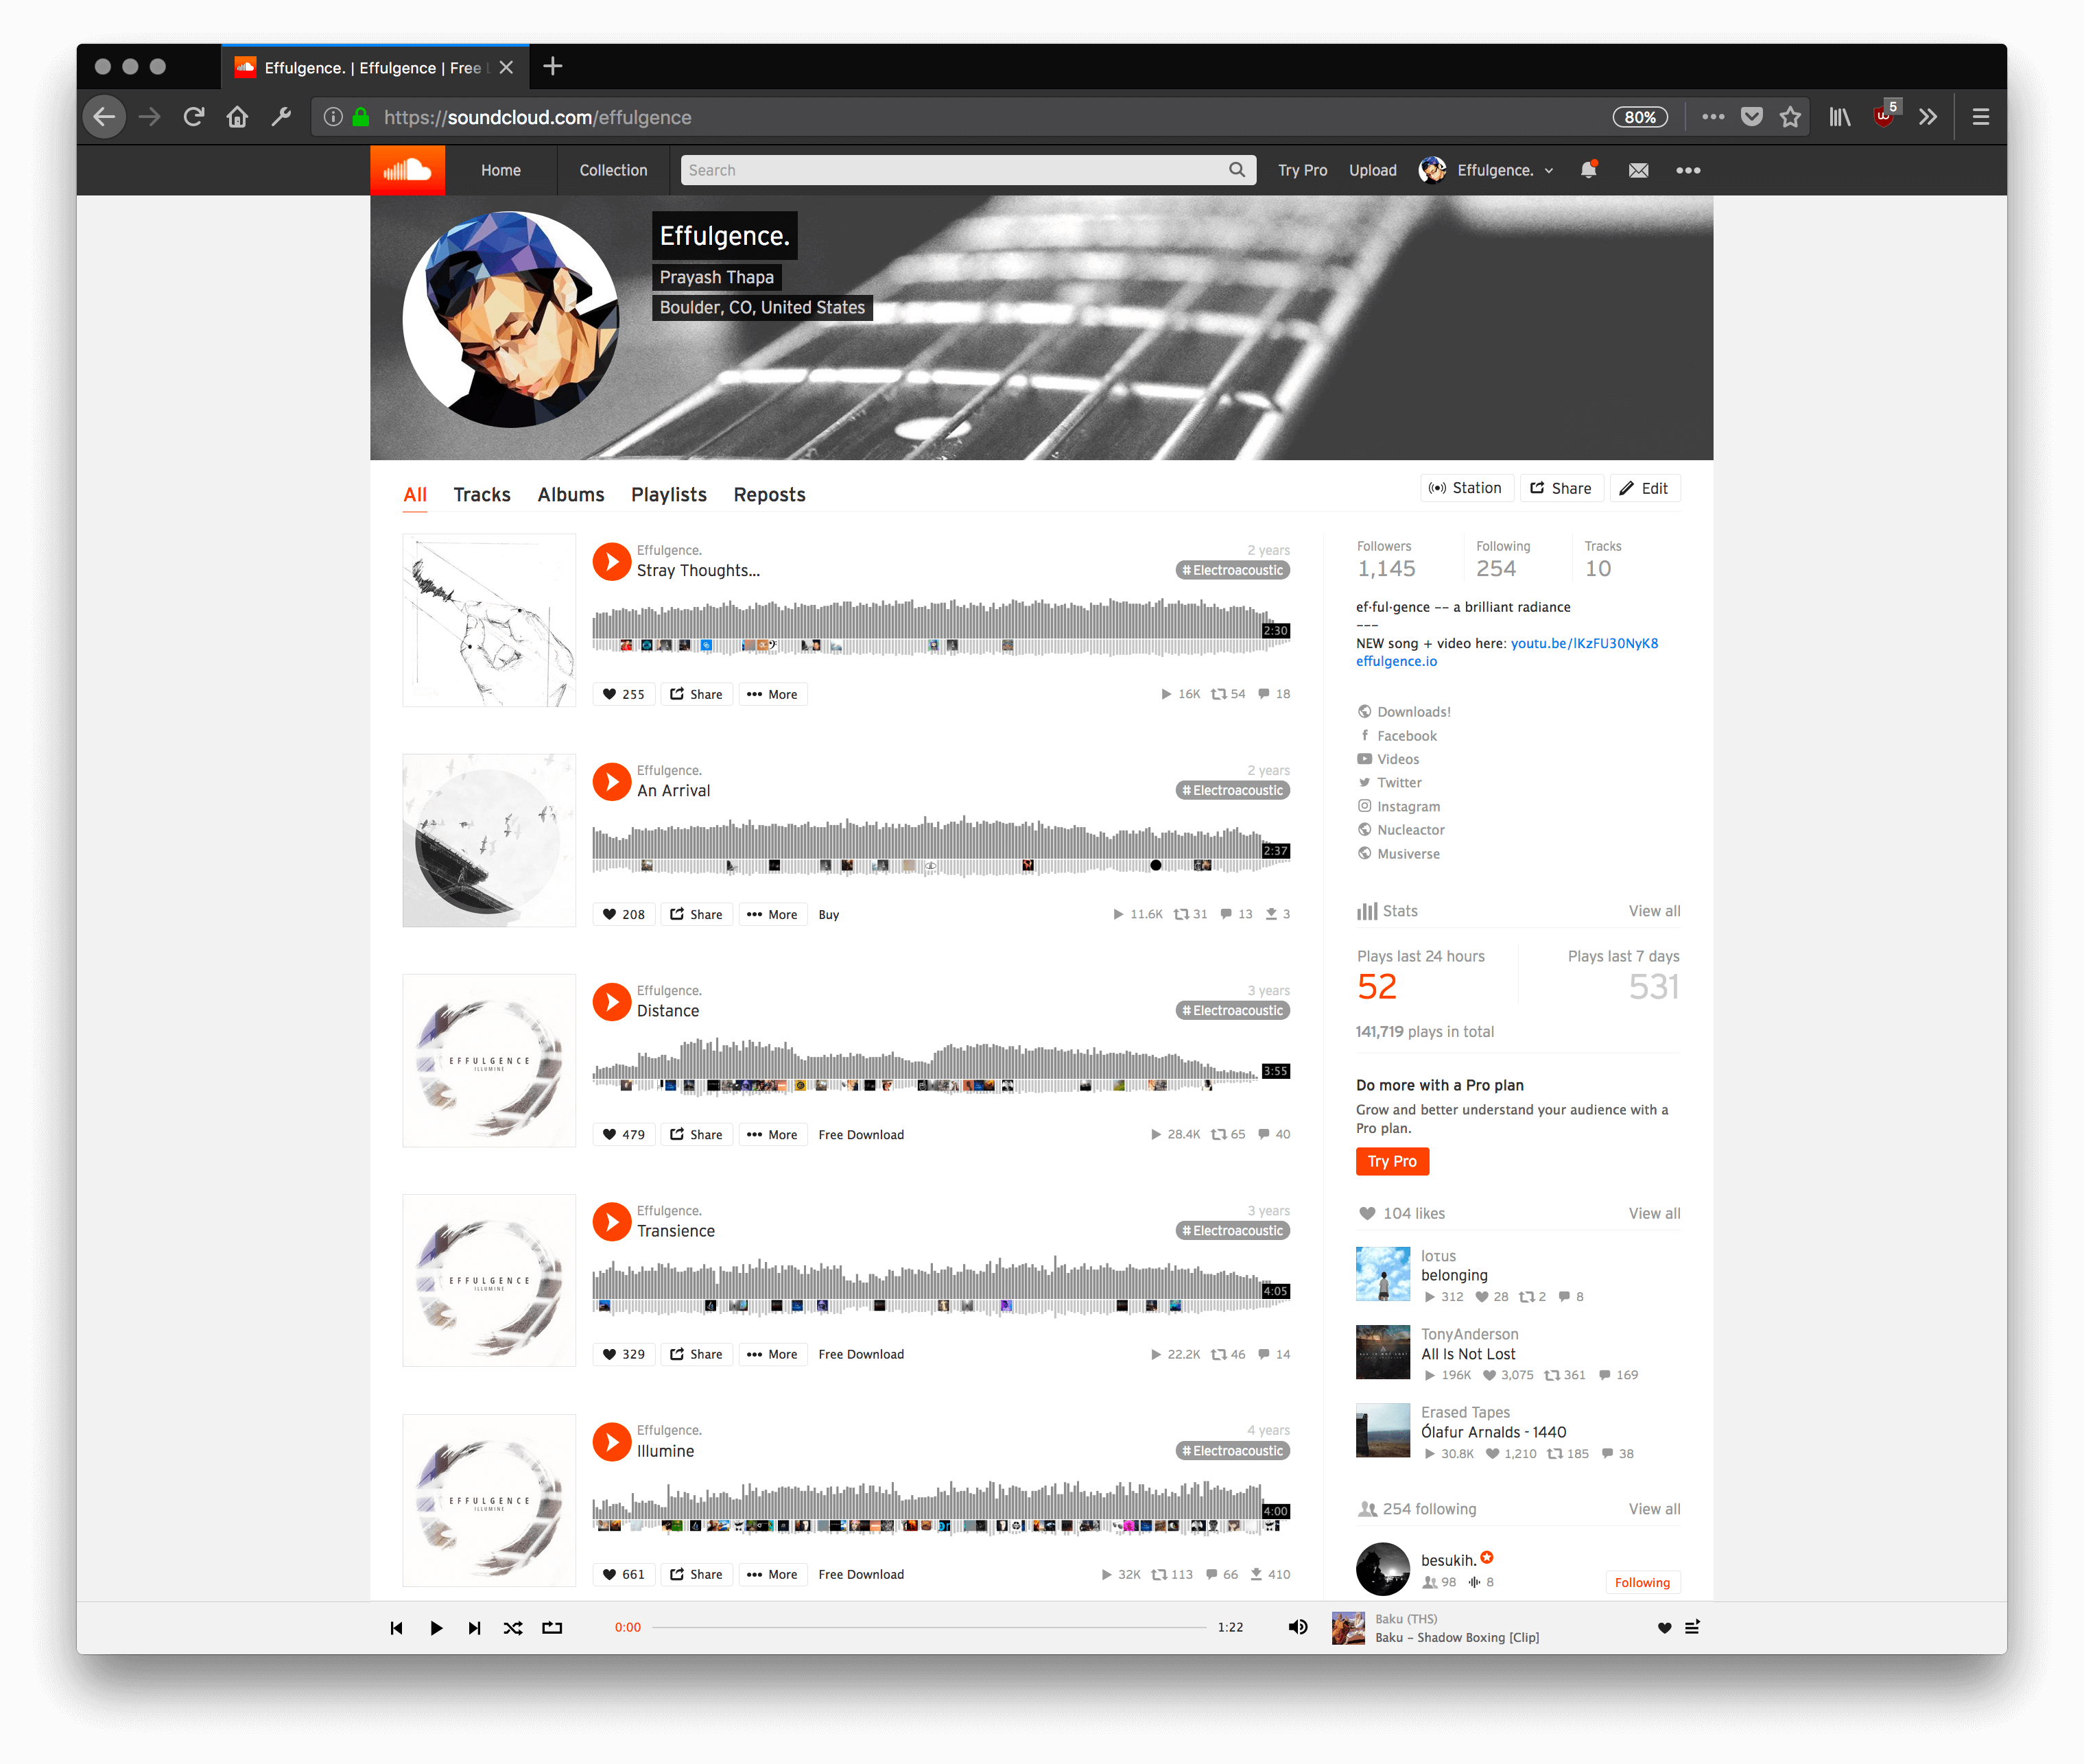 Effulgence. | Effulgence | Free
https://soundcloud.com/effulgence
80%
5
Home
Collection
Search
Try Pro
Upload
Effulgence.
Effulgence.
Prayash Thapa
Boulder, CO, United States
All
Tracks
Albums
Playlists
Reposts
Station
Share
Edit
Effulgence.
2 years
Stray Thoughts...
# Electroacoustic
2:30
255
Share
More
16K
54
18
Effulgence.
2 years
An Arrival
# Electroacoustic
2:37
208
Share
More
Buy
11.6K
31
13
3
EFFULGENCE
ILLUMINE
Effulgence.
3 years
Distance
# Electroacoustic
3:55
479
Share
More
Free Download
28.4K
65
40
EFFULGENCE
ILLUMINE
Effulgence.
3 years
Transience
# Electroacoustic
4:05
329
Share
More
Free Download
22.2K
46
14
EFFULGENCE
ILLUMINE
Effulgence.
4 years
Illumine
# Electroacoustic
4:00
661
Share
More
Free Download
32K
113
66
410
Followers
1,145
Following
254
Tracks
10
ef·ful·gence -- a brilliant radiance
---
NEW song + video here: youtu.be/lKzFU30NyK8
effulgence.io
Downloads!
Facebook
Videos
Twitter
Instagram
Nucleactor
Musiverse
Stats
View all
Plays last 24 hours
52
Plays last 7 days
531
141,719 plays in total
Do more with a Pro plan
Grow and better understand your audience with a
Pro plan.
Try Pro
104 likes
View all
loтus
belonging
312
28
2
8
TonyAnderson
All Is Not Lost
196K
3,075
361
169
Erased Tapes
Ólafur Arnalds - 1440
30.8K
1,210
185
38
254 following
View all
besukih.
98
8
Following
0:00
1:22
Baku (THS)
Baku – Shadow Boxing [Clip]